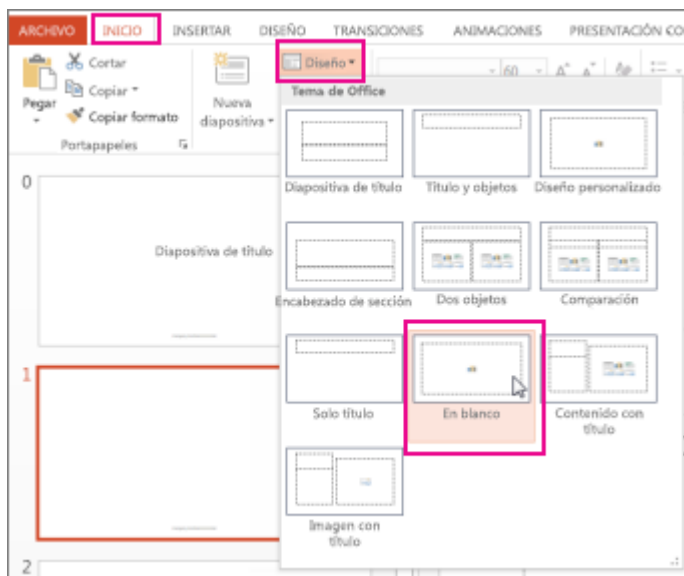 ARCHIVO INICIO INSERTAR DISEÑO TRANSICIONES ANIMACIONES PRESENTACIÓN CO
Cortar
Copiar
Copiar formato
Pegar
Portapapeles
Nueva
diapositiva
Diseño
60
Tema de Office
Diapositiva de título Título y objetos Diseño personalizado
Encabezado de sección Dos objetos Comparación
Solo título En blanco Contenido con
título
Imagen con
título
0
Diapositiva de título
1
2